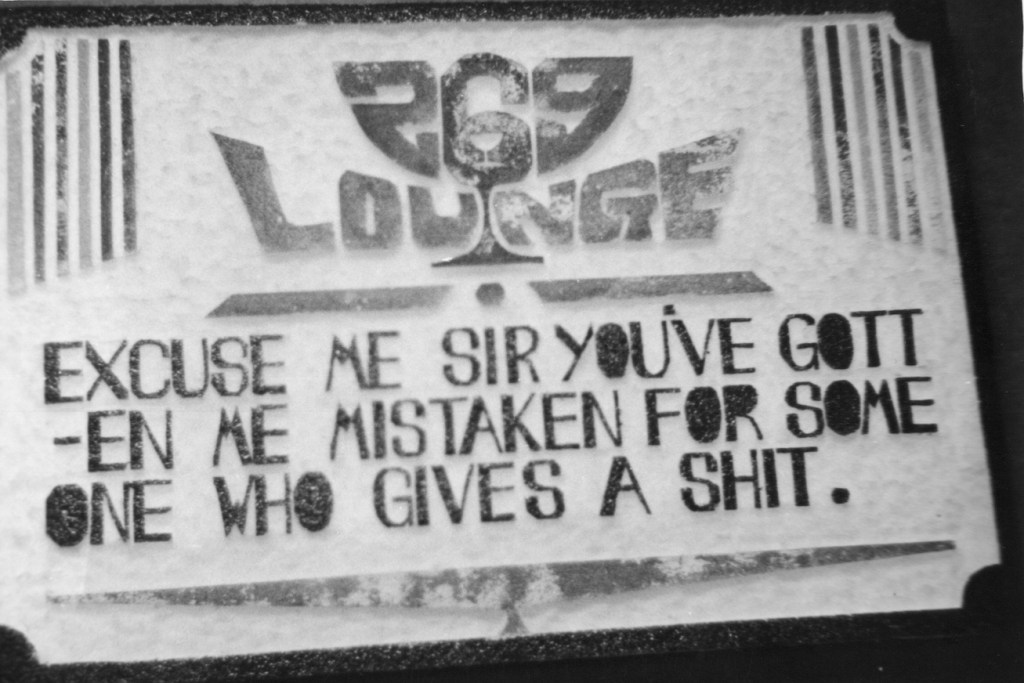 269
LOUNGE
EXCUSE ME SIR YOU'VE GOTT
-EN ME MISTAKEN FOR SOME
ONE WHO GIVES A SHIT.